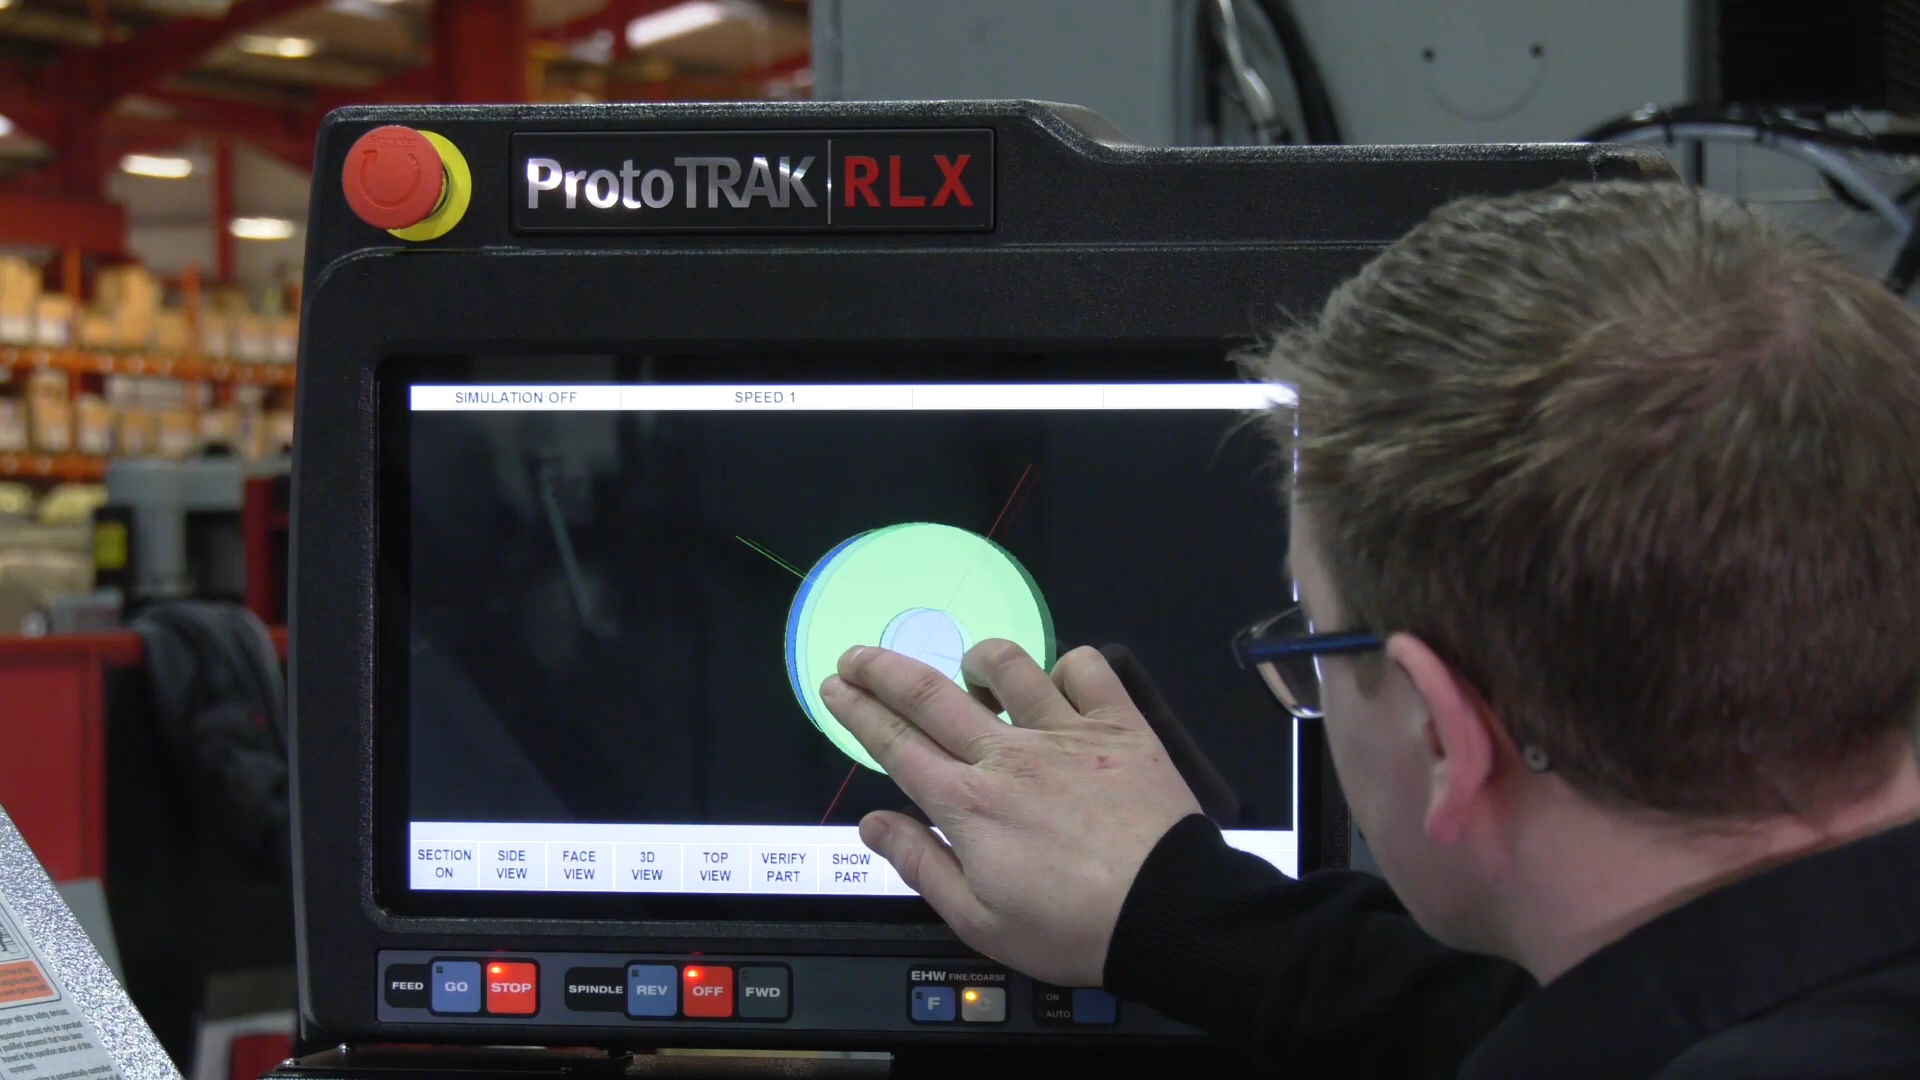 ProtoTRAK RLX
SIMULATION OFF
SPEED.1
SECTION ON
SIDE VIEW
FACE VIEW
3D VIEW
TOP VIEW
VERIFY PART
SHOW PART
FEED GO STOP
SPINDLE REV OFF FWD
EHW FINE/COARSE
F C
ON
AUTO